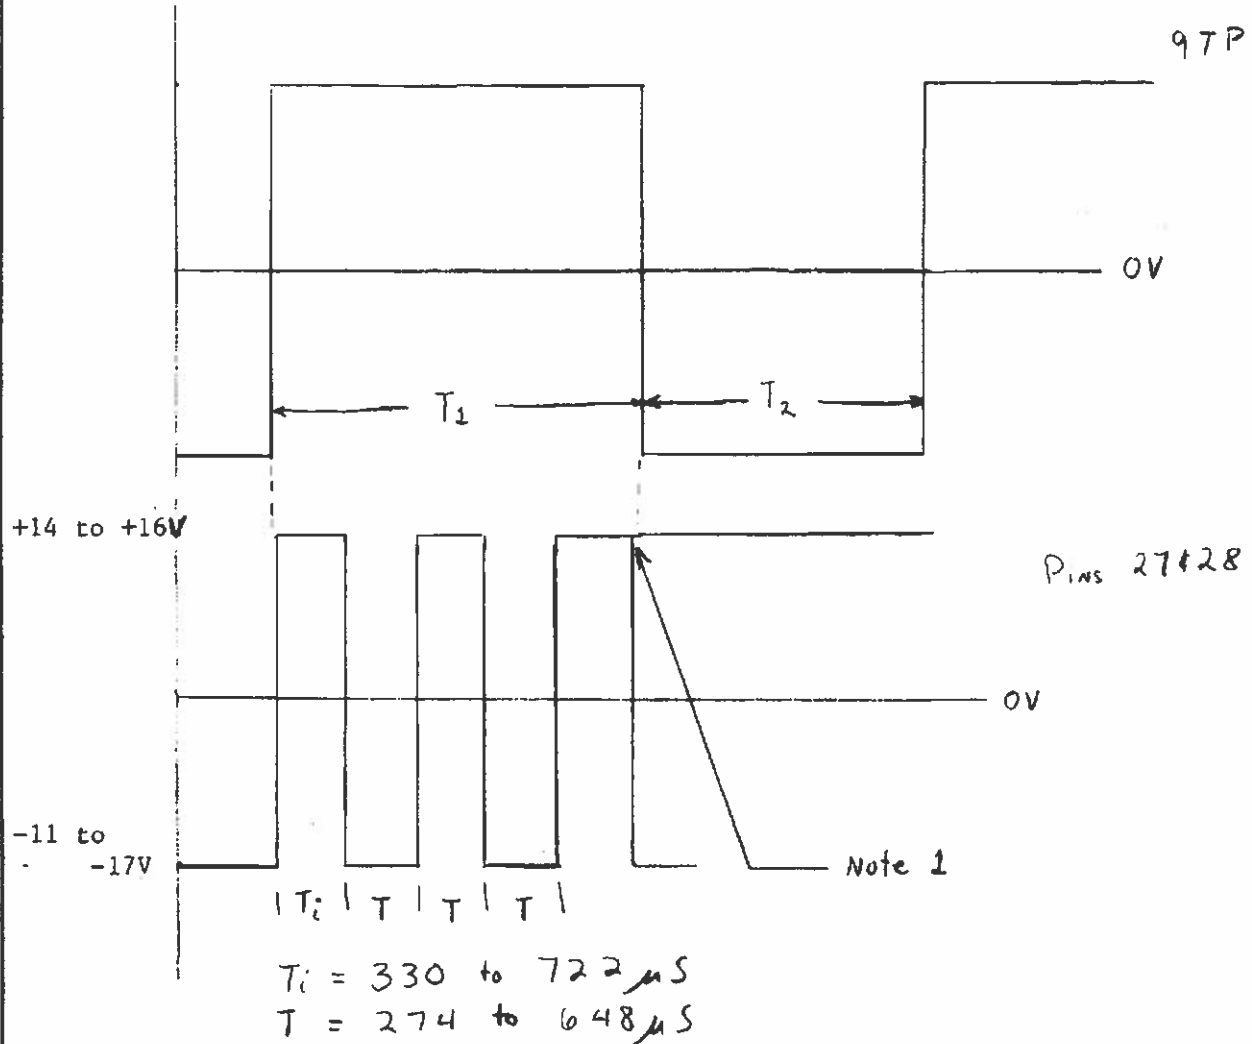 9TP
0V
T1
T2
+14 to +16V
Pins 27&28
0V
-11 to
-17V
Note 1
Ti T T T
Ti = 330 to 722 μS
T = 274 to 648 μS